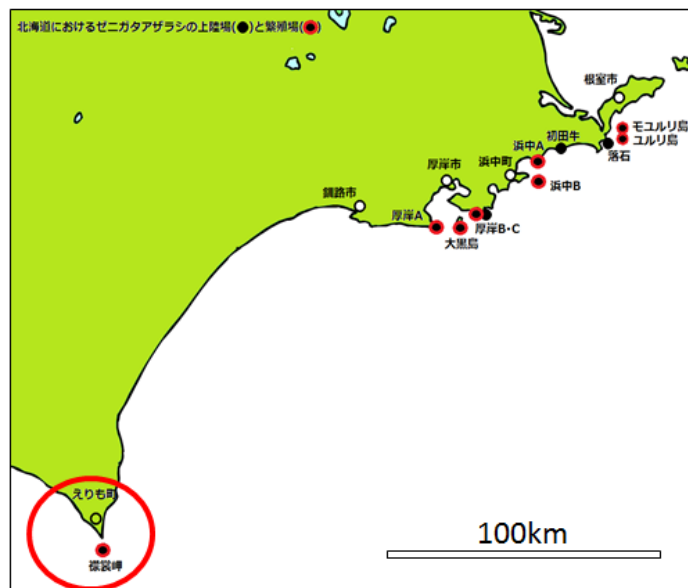 北海道におけるゼニガタアザラシの上陸場(●)と繁殖場(●)
根室市
モユルリ島
ユルリ島
初田牛
落石
浜中A
浜中町
浜中B
厚岸市
釧路市
厚岸A
厚岸B・C
大黒島
えりも町
襟裳岬
100km